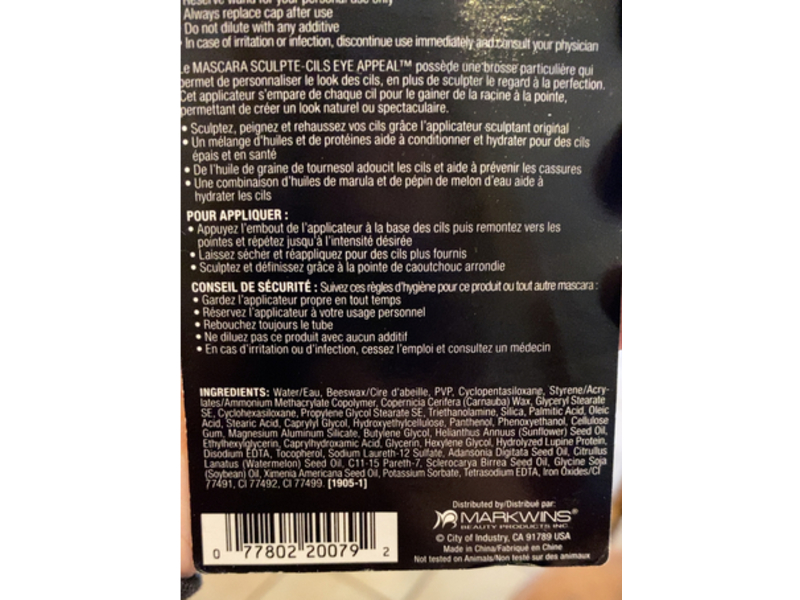 Reserve wand for your personal use only
Always replace cap after use
Do not dilute with any additive
In case of irritation or infection, discontinue use immediately and consult your physician
Le MASCARA SCULPTE-CILS EYE APPEAL™ possède une brosse particulière qui
permet de personnaliser le look des cils, en plus de sculpter le regard à la perfection.
Cet applicateur s'empare de chaque cil pour le gainer de la racine à la pointe,
permettant de créer un look naturel ou spectaculaire.
• Sculptez, peignez et rehaussez vos cils grâce l'applicateur sculptant original
• Un mélange d'huiles et de protéines aide à conditionner et hydrater pour des cils
épais et en santé
• De l'huile de graine de tournesol adoucit les cils et aide à prévenir les cassures
• Une combinaison d'huiles de marula et de pépin de melon d'eau aide à
hydrater les cils
POUR APPLIQUER :
• Appuyez l'embout de l'applicateur à la base des cils puis remontez vers les
pointes et répétez jusqu'à l'intensité désirée
• Laissez sécher et réappliquez pour des cils plus fournis
• Sculptez et définissez grâce à la pointe de caoutchouc arrondie
CONSEIL DE SÉCURITÉ : Suivez ces règles d'hygiène pour ce produit ou tout autre mascara :
• Gardez l'applicateur propre en tout temps
• Réservez l'applicateur à votre usage personnel
• Rebouchez toujours le tube
• Ne diluez pas ce produit avec aucun additif
• En cas d'irritation ou d'infection, cessez l'emploi et consultez un médecin
INGREDIENTS: Water/Eau, Beeswax/Cire d'abeille, PVP, Cyclopentasiloxane, Styrene/Acry-
lates/Ammonium Methacrylate Copolymer, Copernicia Cerifera (Carnauba) Wax, Glyceryl Stearate
SE, Cyclohexasiloxane, Propylene Glycol Stearate SE, Triethanolamine, Silica, Palmitic Acid, Oleic
Acid, Stearic Acid, Caprylyl Glycol, Hydroxyethylcellulose, Panthenol, Phenoxyethanol, Cellulose
Gum, Magnesium Aluminum Silicate, Butylene Glycol, Helianthus Annuus (Sunflower) Seed Oil,
Ethylhexylglycerin, Caprylhydroxamic Acid, Glycerin, Hexylene Glycol, Hydrolyzed Lupine Protein,
Disodium EDTA, Tocopherol, Sodium Laureth-12 Sulfate, Adansonia Digitata Seed Oil, Citrullus
Lanatus (Watermelon) Seed Oil, C11-15 Pareth-7, Sclerocarya Birrea Seed Oil, Glycine Soja
(Soybean) Oil, Ximenia Americana Seed Oil, Potassium Sorbate, Tetrasodium EDTA, Iron Oxides/CI
77491, CI 77492, CI 77499. [1905-1]
Distributed by/Distribué par:
MARKWINS®
BEAUTY PRODUCTS INC.
© City of Industry, CA 91789 USA
Made in China/Fabriqué en Chine
Not tested on Animals/Non testé sur des animaux
0 77802 20079 2